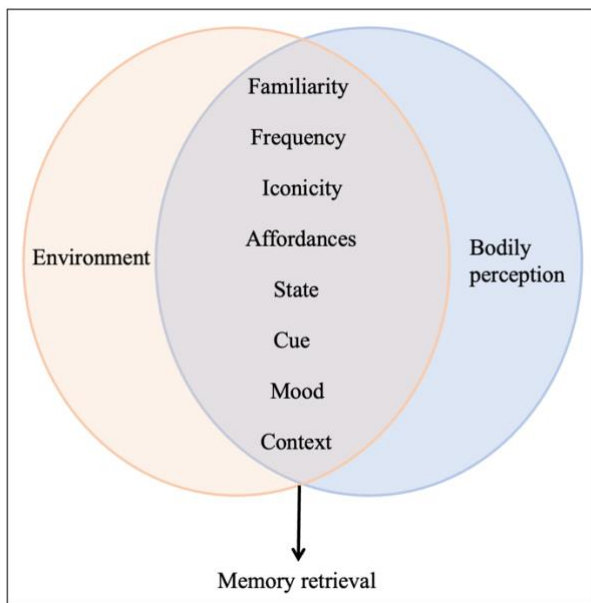 Familiarity
Frequency
Iconicity
Affordances
Environment
Bodily
perception
State
Cue
Mood
Context
Memory retrieval